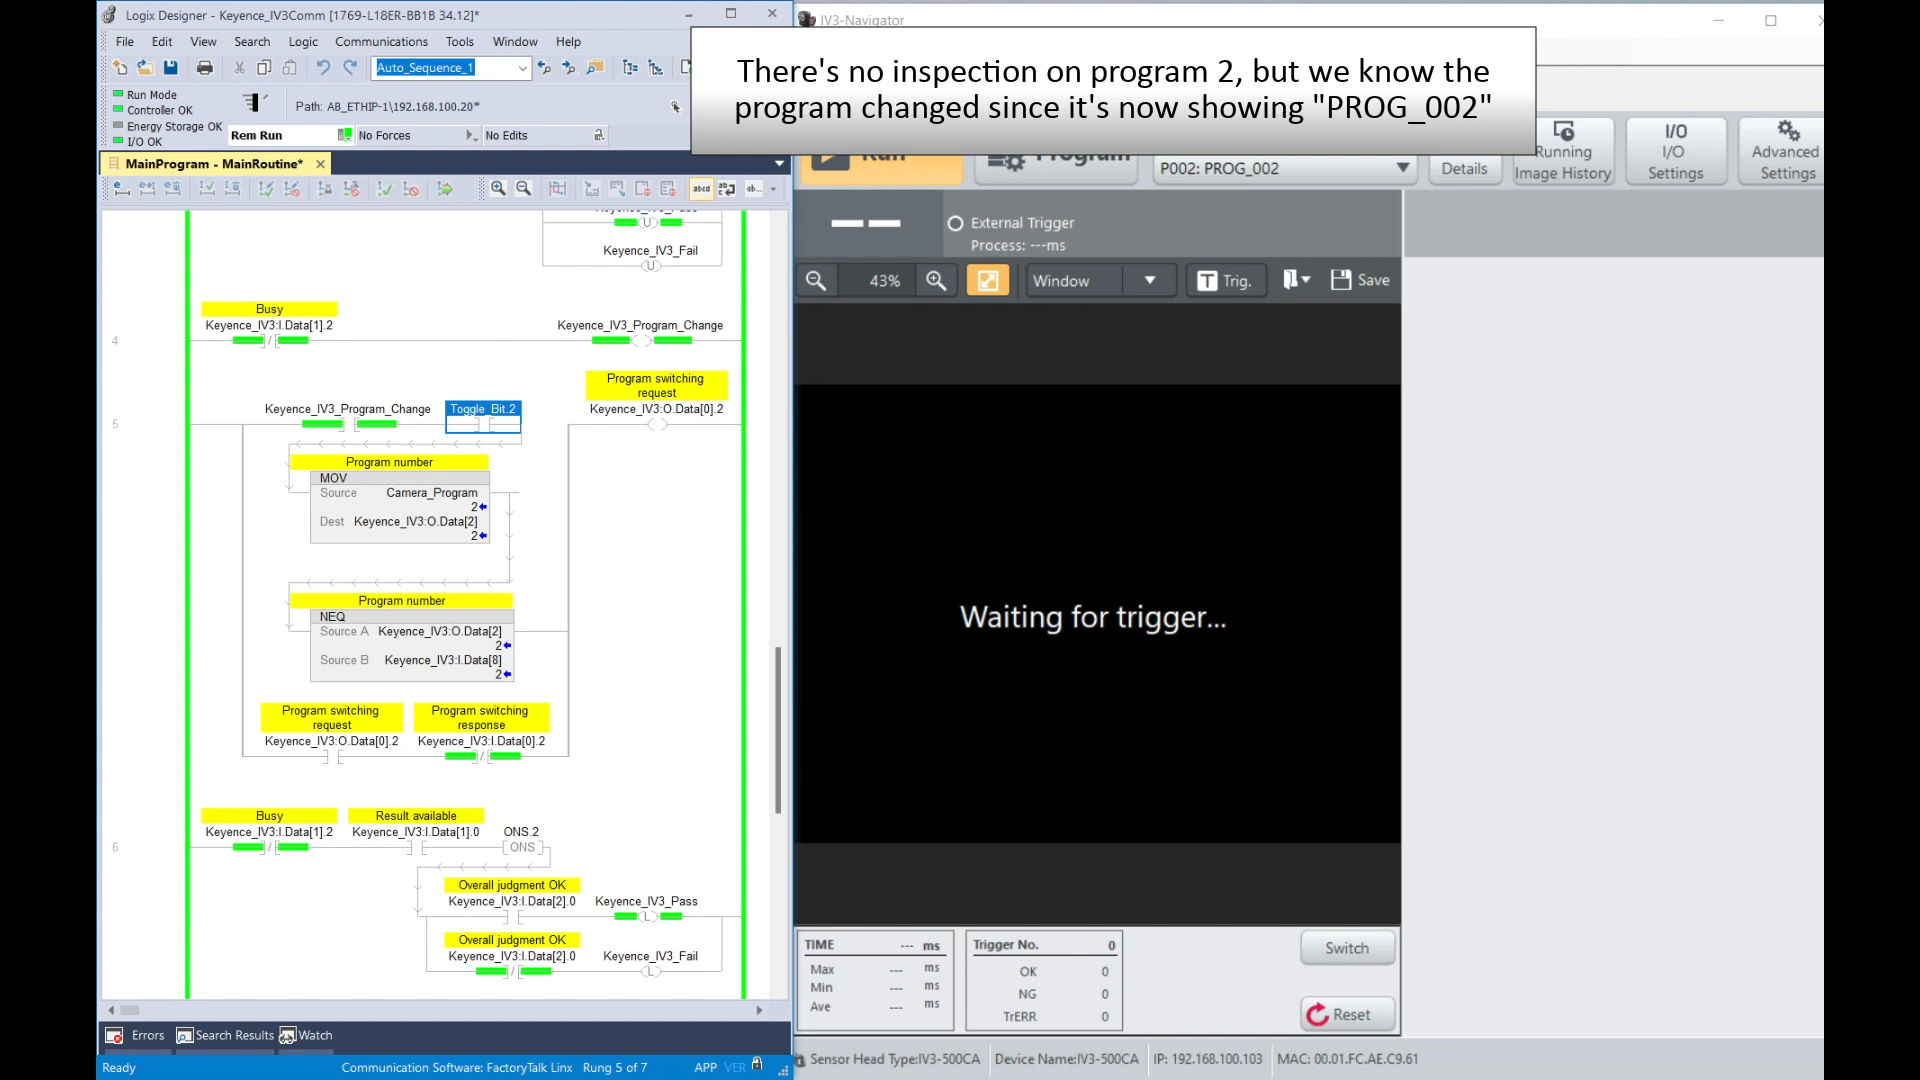 Logix Designer - Keyence_IV3Comm [1769-L18ER-BB1B 34.12]*
File Edit View Search Logic Communications Tools Window Help
Auto_Sequence_1
Run Mode
Controller OK
Energy Storage OK
I/O OK
Path: AB_ETHIP-1\192.168.100.20*
Rem Run
No Forces
No Edits
MainProgram - MainRoutine*
Keyence_IV3_Fail
U
U
4
Busy
Keyence_IV3:I.Data[1].2
Keyence_IV3_Program_Change
5
Keyence_IV3_Program_Change
Toggle_Bit.2
Program switching
request
Keyence_IV3:O.Data[0].2
Program number
MOV
Source Camera_Program
2
Dest Keyence_IV3:O.Data[2]
2
Program number
NEQ
Source A Keyence_IV3:O.Data[2]
2
Source B Keyence_IV3:I.Data[8]
2
Program switching
request
Keyence_IV3:O.Data[0].2
Program switching
response
Keyence_IV3:I.Data[0].2
6
Busy
Keyence_IV3:I.Data[1].2
Result available
Keyence_IV3:I.Data[1].0
ONS.2
ONS
Overall judgment OK
Keyence_IV3:I.Data[2].0
Keyence_IV3_Pass
L
Overall judgment OK
Keyence_IV3:I.Data[2].0
Keyence_IV3_Fail
L
Errors Search Results Watch
Ready
Communication Software: FactoryTalk Linx
Rung 5 of 7
APP VER
IV3-Navigator
There's no inspection on program 2, but we know the
program changed since it's now showing "PROG_002"
P002: PROG_002
Details
Running
Image History
I/O
I/O
Settings
Advanced
Settings
External Trigger
Process: ---ms
43%
Window
T Trig.
Save
Waiting for trigger...
TIME --- ms
Max --- ms
Min --- ms
Ave --- ms
Trigger No. 0
OK 0
NG 0
TrERR 0
Switch
Reset
Sensor Head Type:IV3-500CA
Device Name:IV3-500CA
IP: 192.168.100.103
MAC: 00.01.FC.AE.C9.61